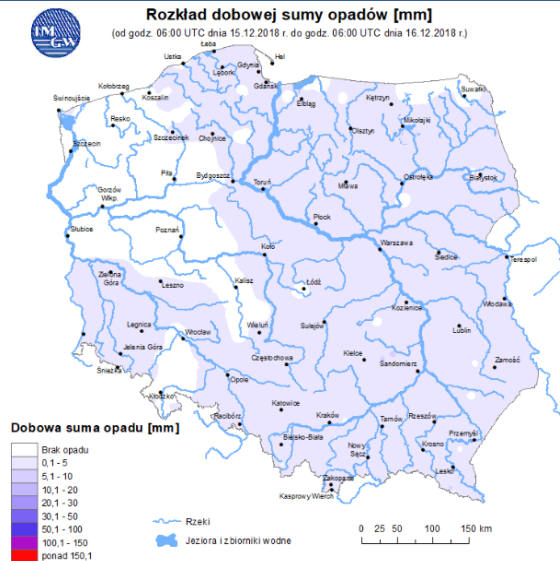 IM
GW
Rozkład dobowej sumy opadów [mm]
(od godz. 06:00 UTC dnia 15.12.2018 r. do godz. 06:00 UTC dnia 16.12.2018 r.)
Łeba
Ustka
Hel
Gdynia
Lębork
Gdańsk
Kołobrzeg
Koszalin
Elbląg
Kętrzyn
Suwałki
Świnoujście
Resko
Szczecinek
Chojnice
Olsztyn
Mikołajki
Szczecin
Piła
Bydgoszcz
Toruń
Mława
Ostrołęka
Białystok
Gorzów
Wlkp.
Płock
Słubice
Poznań
Koło
Warszawa
Siedlce
Terespol
Zielona
Góra
Leszno
Kalisz
Łódź
Kozienice
Włodawa
Legnica
Wrocław
Wieluń
Sulejów
Lublin
Jelenia Góra
Śnieżka
Częstochowa
Kielce
Sandomierz
Zamość
Kłodzko
Opole
Racibórz
Katowice
Kraków
Tarnów
Rzeszów
Przemyśl
Bielsko-Biała
Nowy
Sącz
Krosno
Lesko
Zakopane
Kasprowy Wierch
Dobowa suma opadu [mm]
Brak opadu
0,1 - 5
5,1 - 10
10,1 - 20
20,1 - 30
30,1 - 50
50,1 - 100
100,1 - 150
ponad 150,1
Rzeki
Jeziora i zbiorniki wodne
0 25 50 100 150 km